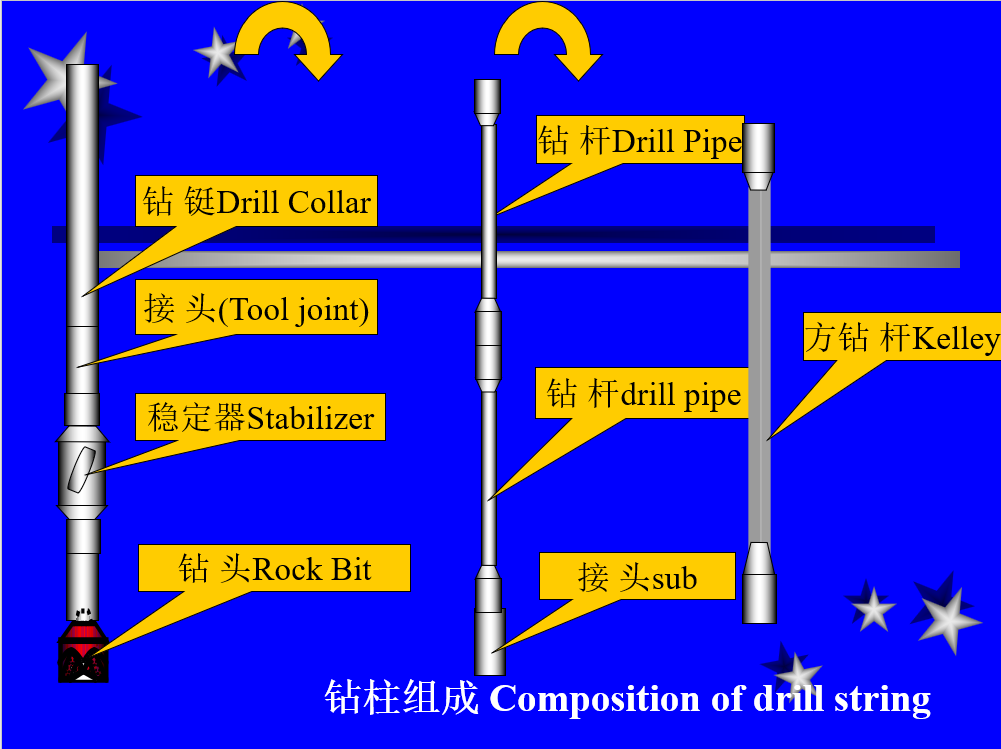 钻 铤Drill Collar
接 头(Tool joint)
稳定器Stabilizer
钻 头Rock Bit
钻 杆Drill Pipe
钻 杆drill pipe
接 头sub
方钻 杆Kelley
钻柱组成 Composition of drill string